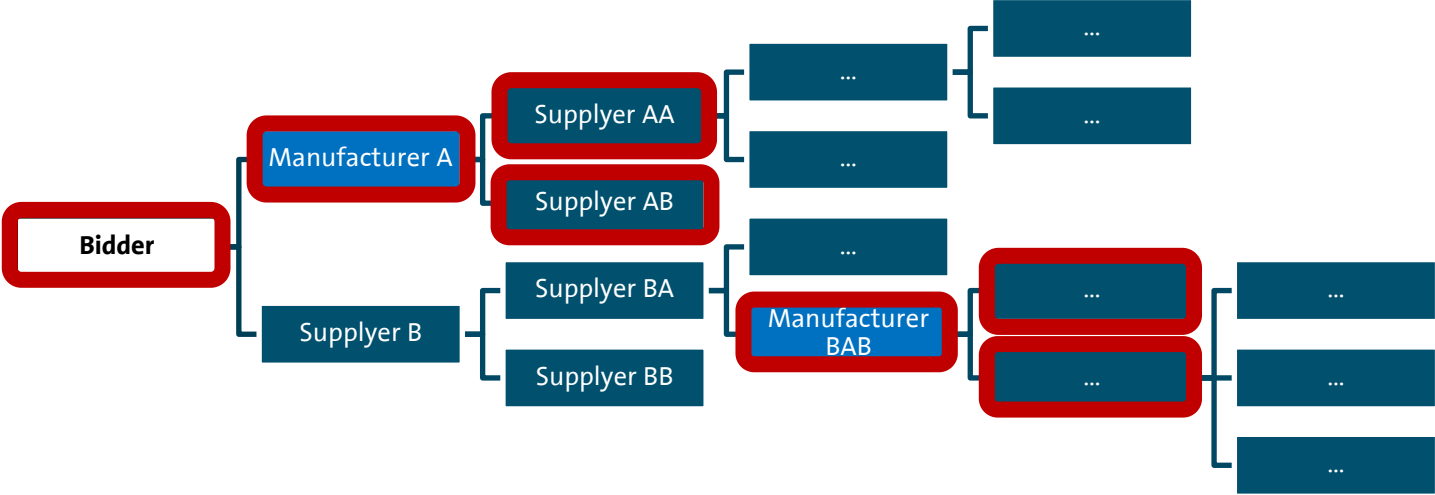 ...
...
Supplyer AA
...
Manufacturer A
...
Supplyer AB
Bidder
...
Supplyer BA
...
...
Supplyer B
Manufacturer
BAB
Supplyer BB
...
...
...